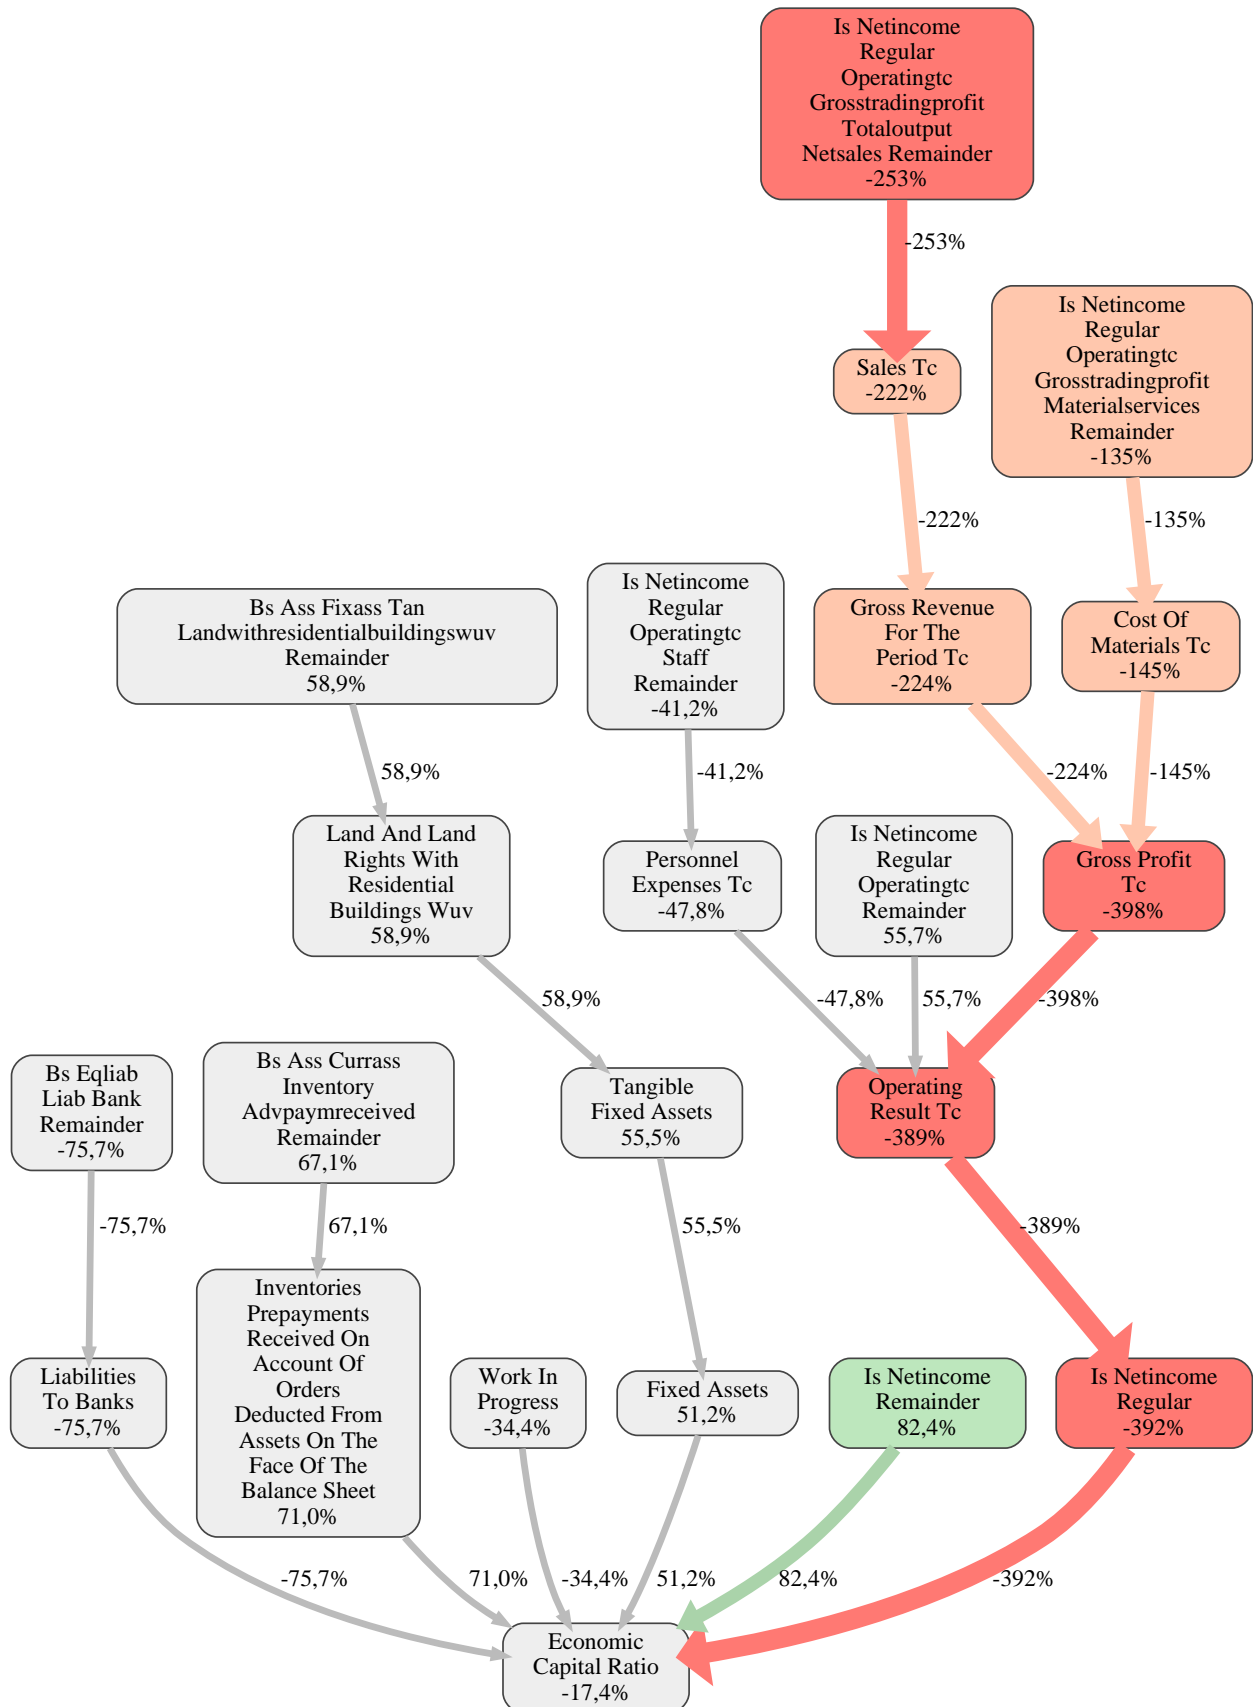 Is Netincome
Regular
Operatingtc
Grosstradingprofit
Totaloutput
Netsales Remainder
-253%
-253%
Is Netincome
Regular
Operatingtc
Grosstradingprofit
Materialservices
Remainder
-135%
Sales Tc
-222%
-222%
-135%
Bs Ass Fixass Tan
Landwithresidentialbuildingswuv
Remainder
58,9%
Is Netincome
Regular
Operatingtc
Staff
Remainder
-41,2%
Gross Revenue
For The
Period Tc
-224%
Cost Of
Materials Tc
-145%
58,9%
-41,2%
-224%
-145%
Land And Land
Rights With
Residential
Buildings Wuv
58,9%
Personnel
Expenses Tc
-47,8%
Is Netincome
Regular
Operatingtc
Remainder
55,7%
Gross Profit
Tc
-398%
58,9%
-47,8%
55,7%
-398%
Bs Eqliab
Liab Bank
Remainder
-75,7%
Bs Ass Currass
Inventory
Advpaymreceived
Remainder
67,1%
Tangible
Fixed Assets
55,5%
Operating
Result Tc
-389%
-75,7%
67,1%
55,5%
-389%
Liabilities
To Banks
-75,7%
Inventories
Prepayments
Received On
Account Of
Orders
Deducted From
Assets On The
Face Of The
Balance Sheet
71,0%
Work In
Progress
-34,4%
Fixed Assets
51,2%
Is Netincome
Remainder
82,4%
Is Netincome
Regular
-392%
-75,7%
71,0%
-34,4%
51,2%
82,4%
-392%
Economic
Capital Ratio
-17,4%